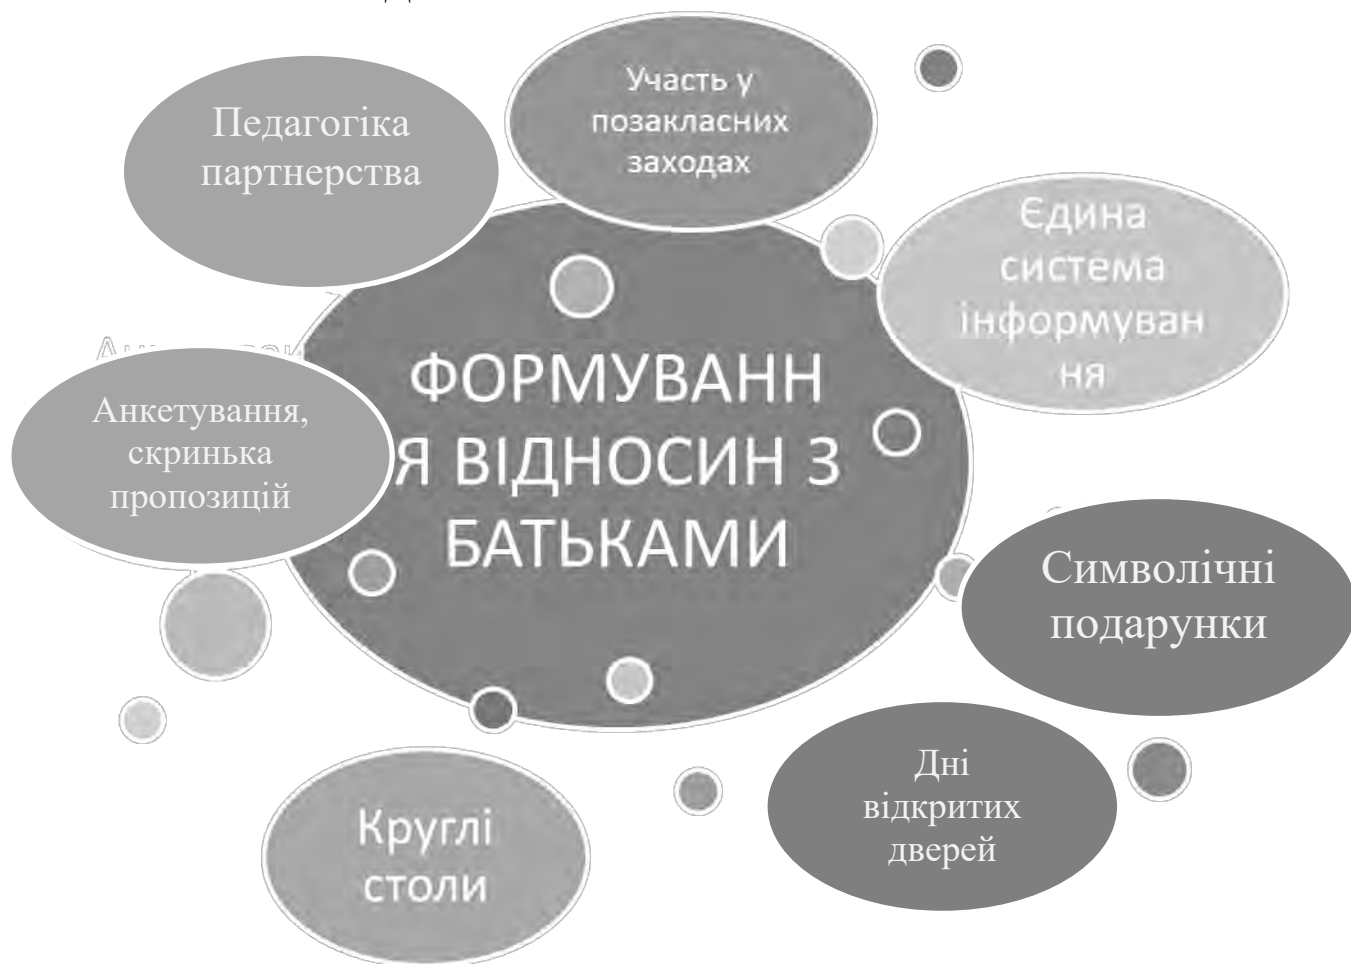 Педагогіка
партнерства
Участь у
позакласних
заходах
Єдина
система
інформуван
ня
ФОРМУВАНН
Я ВІДНОСИН З
БАТЬКАМИ
Анкетування,
скринька
пропозицій
Символічні
подарунки
Дні
відкритих
дверей
Круглі
столи